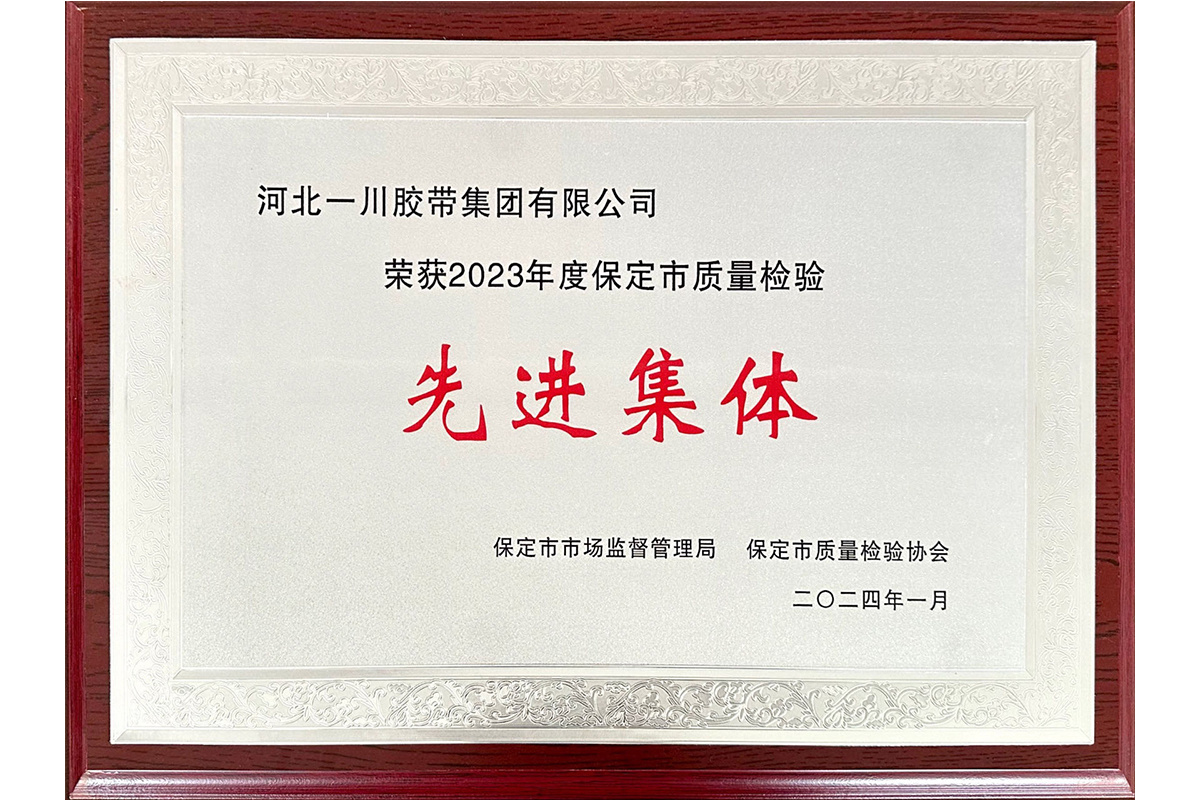 河北一川胶带集团有限公司
荣获2023年度保定市质量检验
先进集体
保定市市场监督管理局 保定市质量检验协会
二〇二四年一月